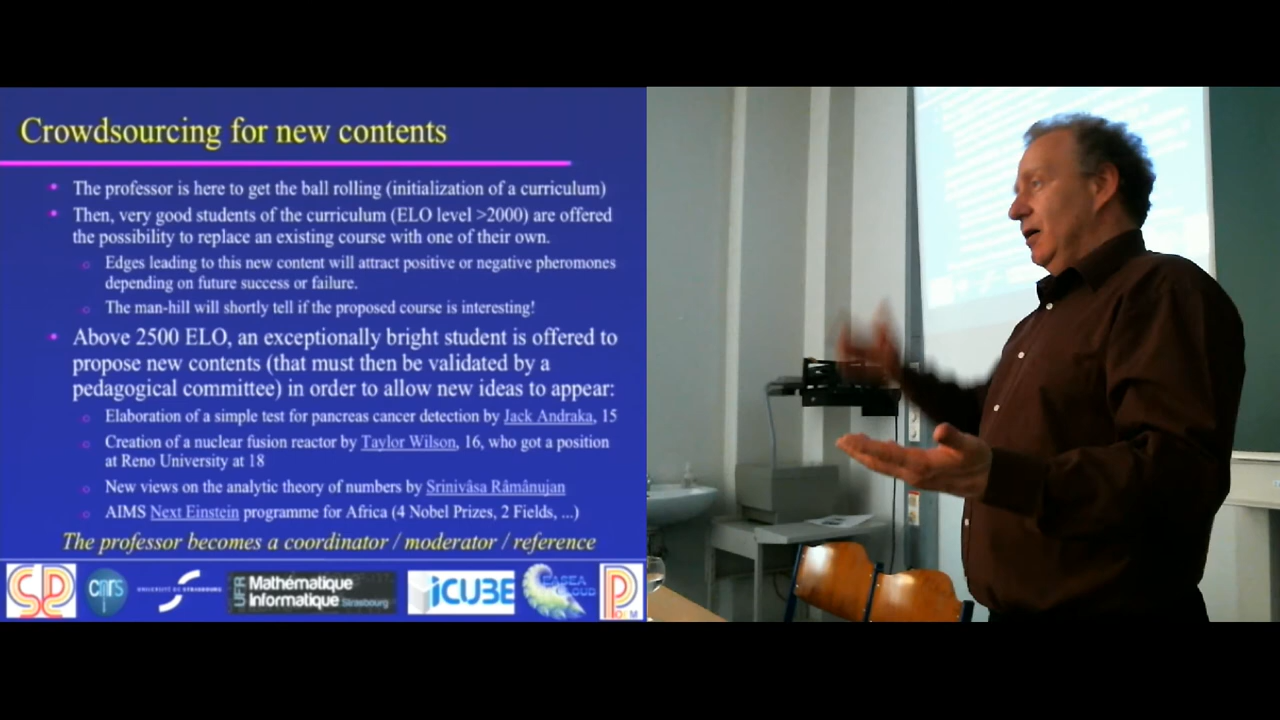 Crowdsourcing for new contents
The professor is here to get the ball rolling (initialization of a curriculum)
Then, very good students of the curriculum (ELO level >2000) are offered
the possibility to replace an existing course with one of their own.
Edges leading to this new content will attract positive or negative pheromones
depending on future success or failure.
The man-hill will shortly tell if the proposed course is interesting!
Above 2500 ELO, an exceptionally bright student is offered to
propose new contents (that must then be validated by a
pedagogical committee) in order to allow new ideas to appear:
Elaboration of a simple test for pancreas cancer detection by Jack Andraka, 15
Creation of a nuclear fusion reactor by Taylor Wilson, 16, who got a position
at Reno University at 18
New views on the analytic theory of numbers by Srinivâsa Râmânujan
AIMS Next Einstein programme for Africa (4 Nobel Prizes, 2 Fields, ...)
The professor becomes a coordinator / moderator / reference
cnrs
UNIVERSITÉ DE STRASBOURG
UFR Mathématique
Informatique Strasbourg
iCUBE
EASEA
CLOUD